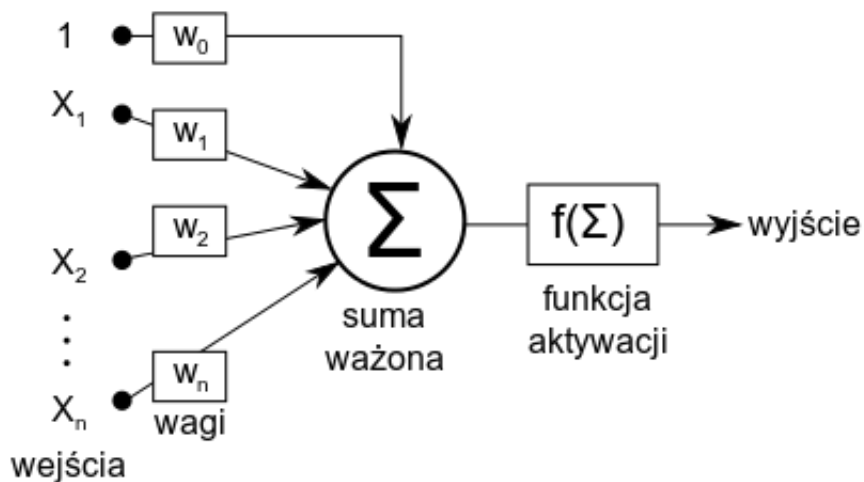 1
w₀
X₁
w₁
w₂
X₂
⋮
Xₙ
wₙ
wagi
wejścia
Σ
suma
ważona
f(Σ)
funkcja
aktywacji
wyjście